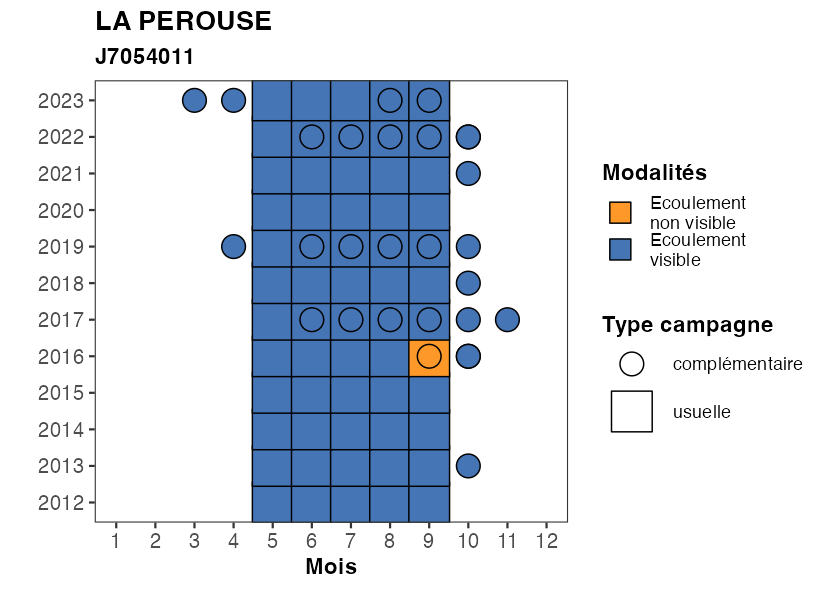 LA PEROUSE
J7054011
2023
2022
2021
2020
2019
2018
2017
2016
2015
2014
2013
2012
1 2 3 4 5 6 7 8 9 10 11 12
Mois
Modalités
Ecoulement
non visible
Ecoulement
visible
Type campagne
complémentaire
usuelle